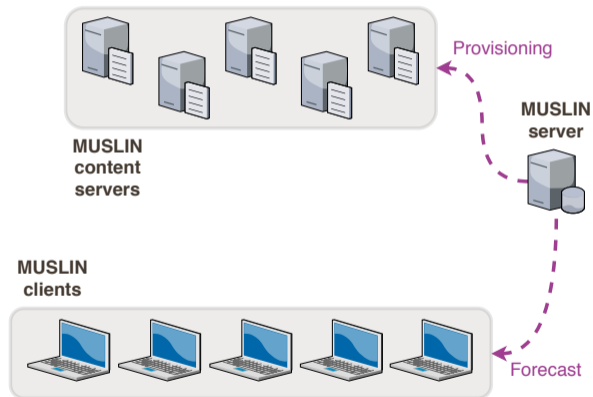 Provisioning
MUSLIN
server
MUSLIN
content
servers
MUSLIN
clients
Forecast